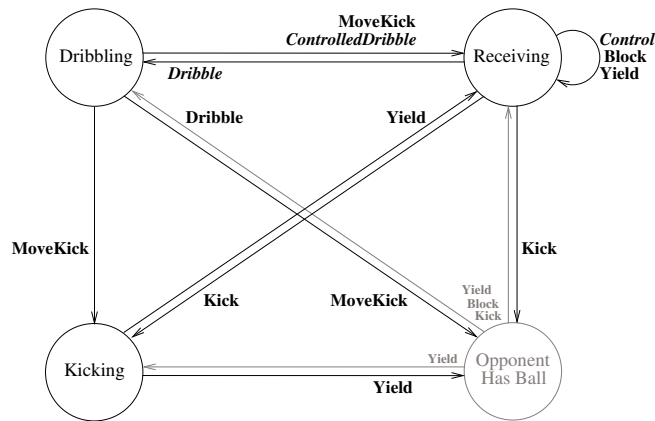 MoveKick
ControlledDribble
Dribbling
Dribble
Receiving
Control
Block
Yield
Dribble
Yield
MoveKick
Kick
MoveKick
Yield
Block
Kick
Kick
Kicking
Yield
Yield
Opponent
Has Ball